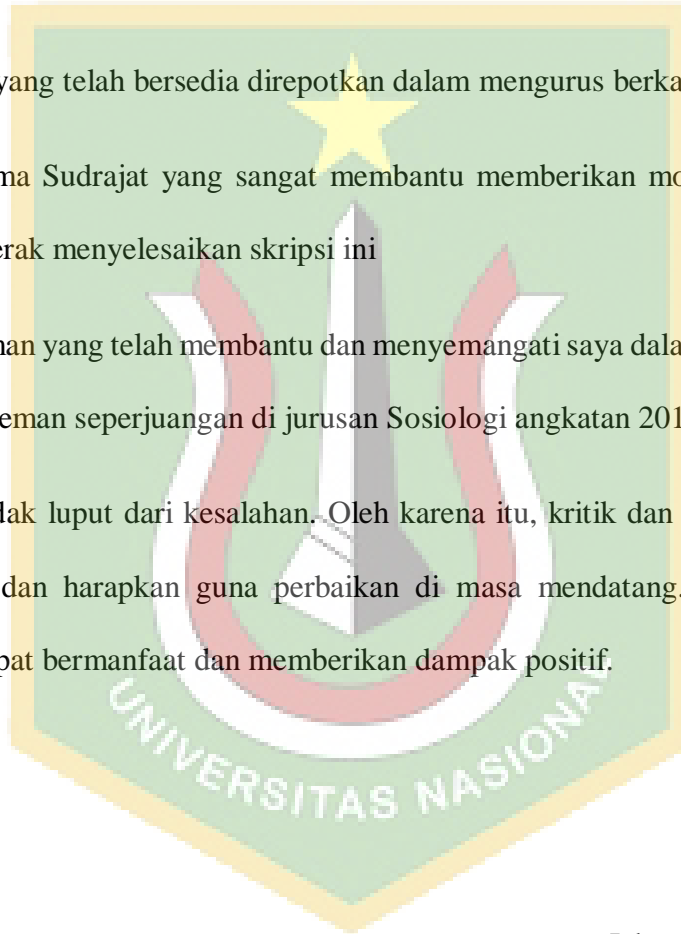 yang telah bersedia direpotkan dalam mengurus berka
ma Sudrajat yang sangat membantu memberikan mo
erak menyelesaikan skripsi ini
nan yang telah membantu dan menyemangati saya dala
eman seperjuangan di jurusan Sosiologi angkatan 201
dak luput dari kesalahan. Oleh karena itu, kritik dan
dan harapkan guna perbaikan di masa mendatang.
pat bermanfaat dan memberikan dampak positif.
UNIVERSITAS NASIONAL